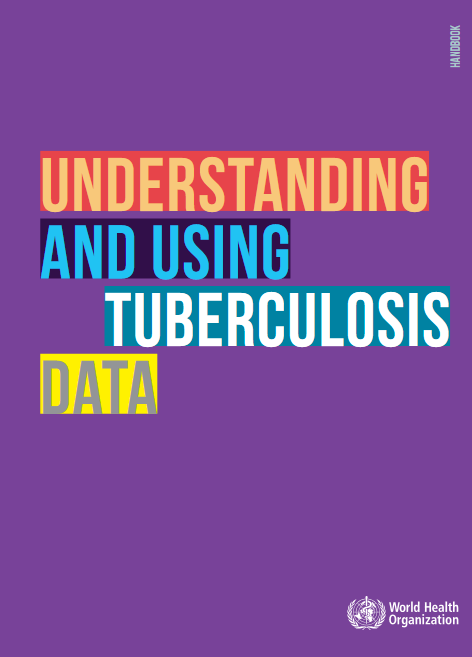 HANDBOOK
UNDERSTANDING
AND USING
TUBERCULOSIS
DATA
World Health
Organization